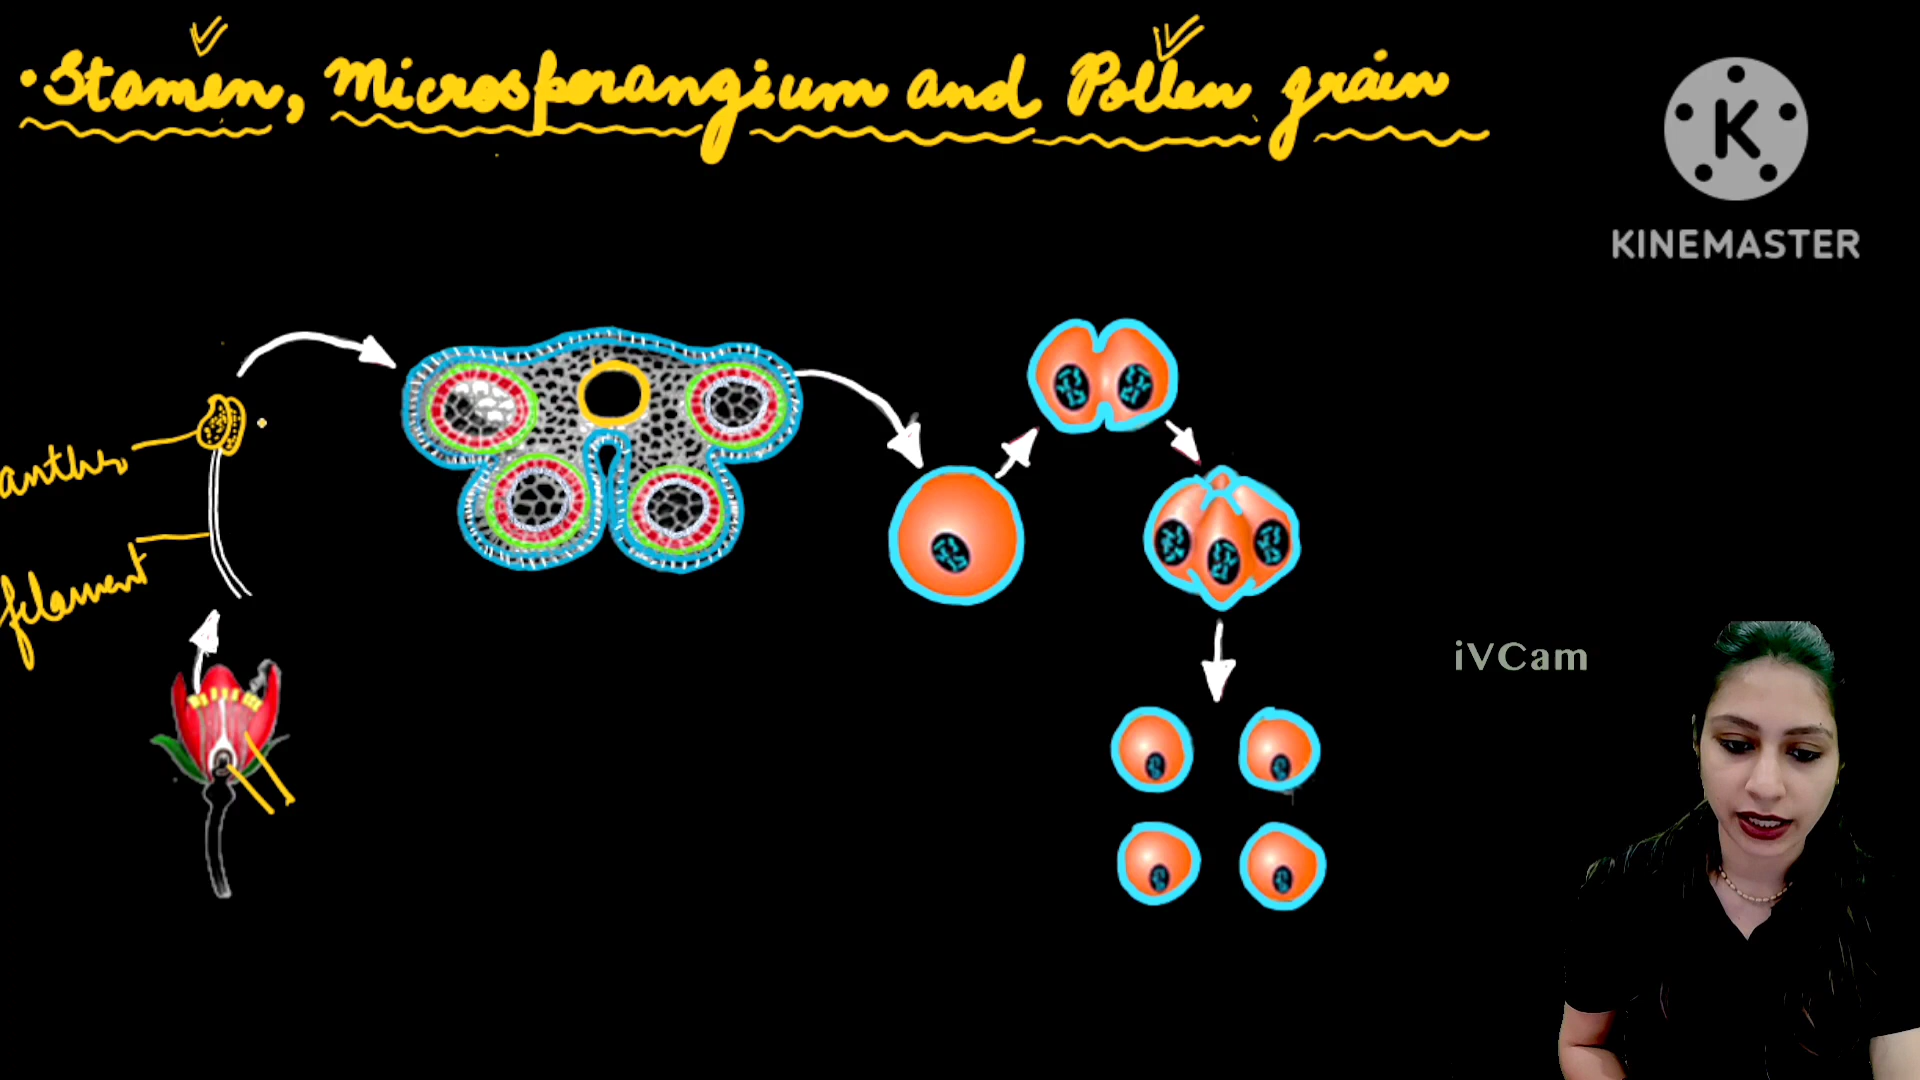 • Stamen, Microsporangium and Pollen grain
K
KINEMASTER
anther
filament
iVCam